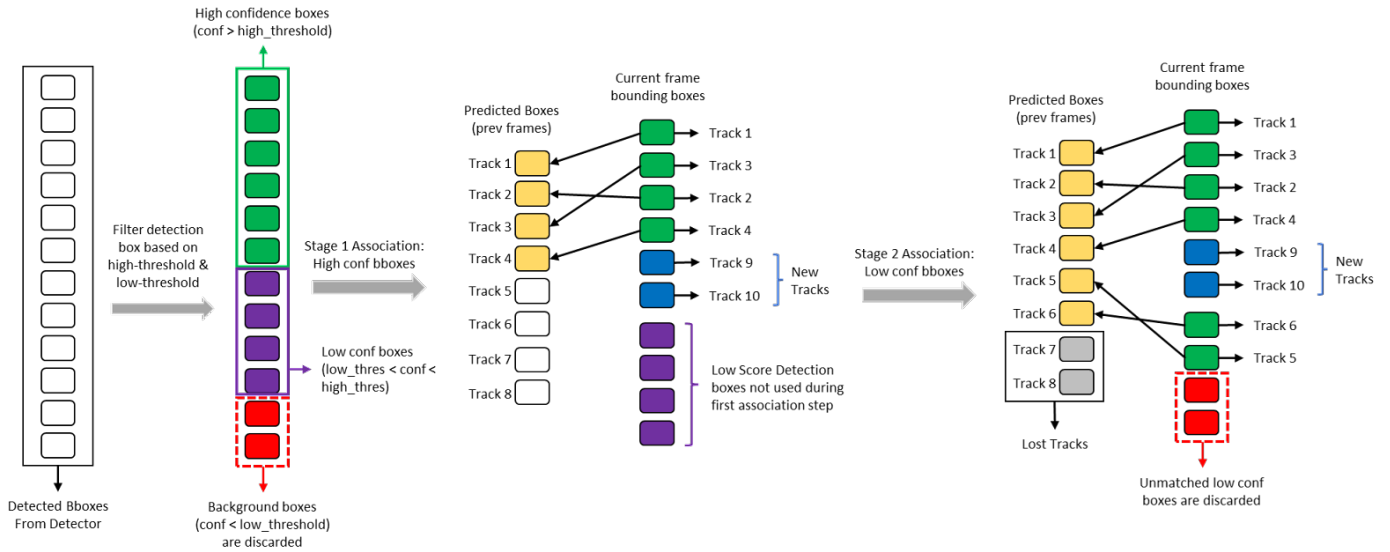 High confidence boxes
(conf > high_threshold)
Detected Bboxes
From Detector
Filter detection
box based on
high-threshold &
low-threshold
Low conf boxes
(low_thres < conf <
high_thres)
Background boxes
(conf < low_threshold)
are discarded
Stage 1 Association:
High conf bboxes
Predicted Boxes
(prev frames)
Track 1
Track 2
Track 3
Track 4
Track 5
Track 6
Track 7
Track 8
Current frame
bounding boxes
Track 1
Track 3
Track 2
Track 4
Track 9
Track 10
New
Tracks
Low Score Detection
boxes not used during
first association step
Stage 2 Association:
Low conf bboxes
Predicted Boxes
(prev frames)
Track 1
Track 2
Track 3
Track 4
Track 5
Track 6
Track 7
Track 8
Lost Tracks
Current frame
bounding boxes
Track 1
Track 3
Track 2
Track 4
Track 9
Track 10
New
Tracks
Track 6
Track 5
Unmatched low conf
boxes are discarded